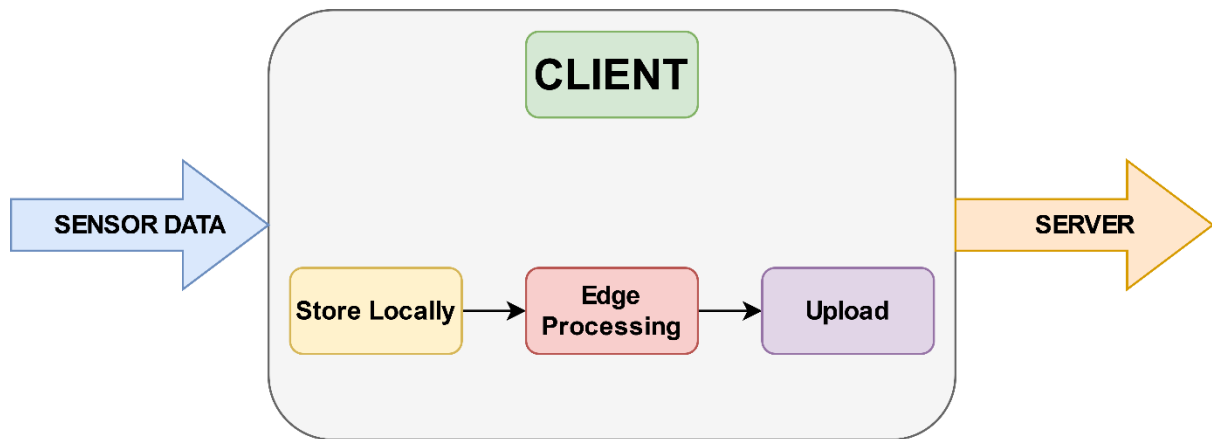 CLIENT
SENSOR DATA
SERVER
Store Locally
Edge
Processing
Upload